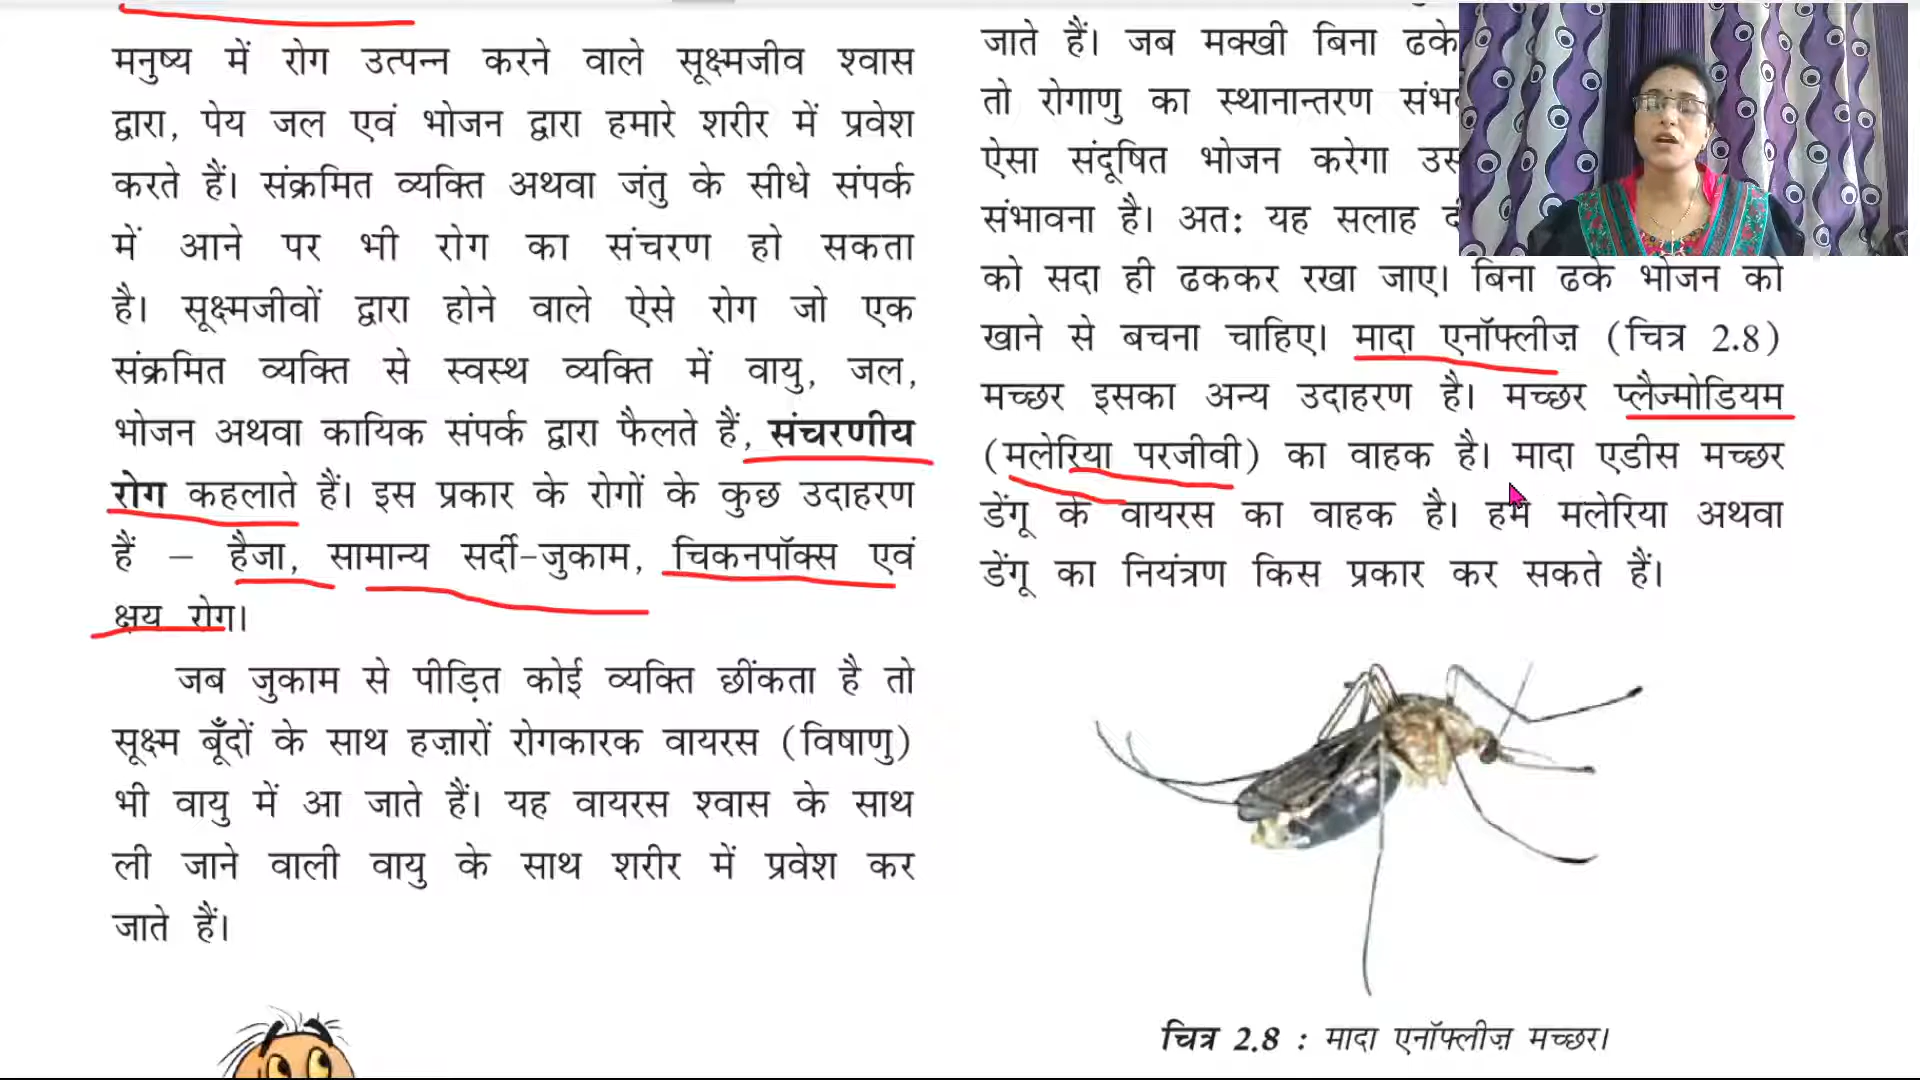 मनुष्य में रोग उत्पन्न करने वाले सूक्ष्मजीव श्वास
द्वारा, पेय जल एवं भोजन द्वारा हमारे शरीर में प्रवेश
करते हैं। संक्रमित व्यक्ति अथवा जंतु के सीधे संपर्क
में आने पर भी रोग का संचरण हो सकता
है। सूक्ष्मजीवों द्वारा होने वाले ऐसे रोग जो एक
संक्रमित व्यक्ति से स्वस्थ व्यक्ति में वायु, जल,
भोजन अथवा कायिक संपर्क द्वारा फैलते हैं, संचरणीय
रोग कहलाते हैं। इस प्रकार के रोगों के कुछ उदाहरण
हैं – हैजा, सामान्य सर्दी-जुकाम, चिकनपॉक्स एवं
क्षय रोग।
जब जुकाम से पीड़ित कोई व्यक्ति छींकता है तो
सूक्ष्म बूँदों के साथ हज़ारों रोगकारक वायरस (विषाणु)
भी वायु में आ जाते हैं। यह वायरस श्वास के साथ
ली जाने वाली वायु के साथ शरीर में प्रवेश कर
जाते हैं।
जाते हैं। जब मक्खी बिना ढके
तो रोगाणु का स्थानान्तरण
ऐसा संदूषित भोजन करेगा
संभावना है। अतः यह सलाह
को सदा ही ढककर रखा जाए। बिना ढके भोजन को
खाने से बचना चाहिए। मादा एनॉफ्लीज़ (चित्र 2.8)
मच्छर इसका अन्य उदाहरण है। मच्छर प्लैज्मोडियम
(मलेरिया परजीवी) का वाहक है। मादा एडीस मच्छर
डेंगू के वायरस का वाहक है। हम मलेरिया अथवा
डेंगू का नियंत्रण किस प्रकार कर सकते हैं।
चित्र 2.8 : मादा एनॉफ्लीज़ मच्छर।